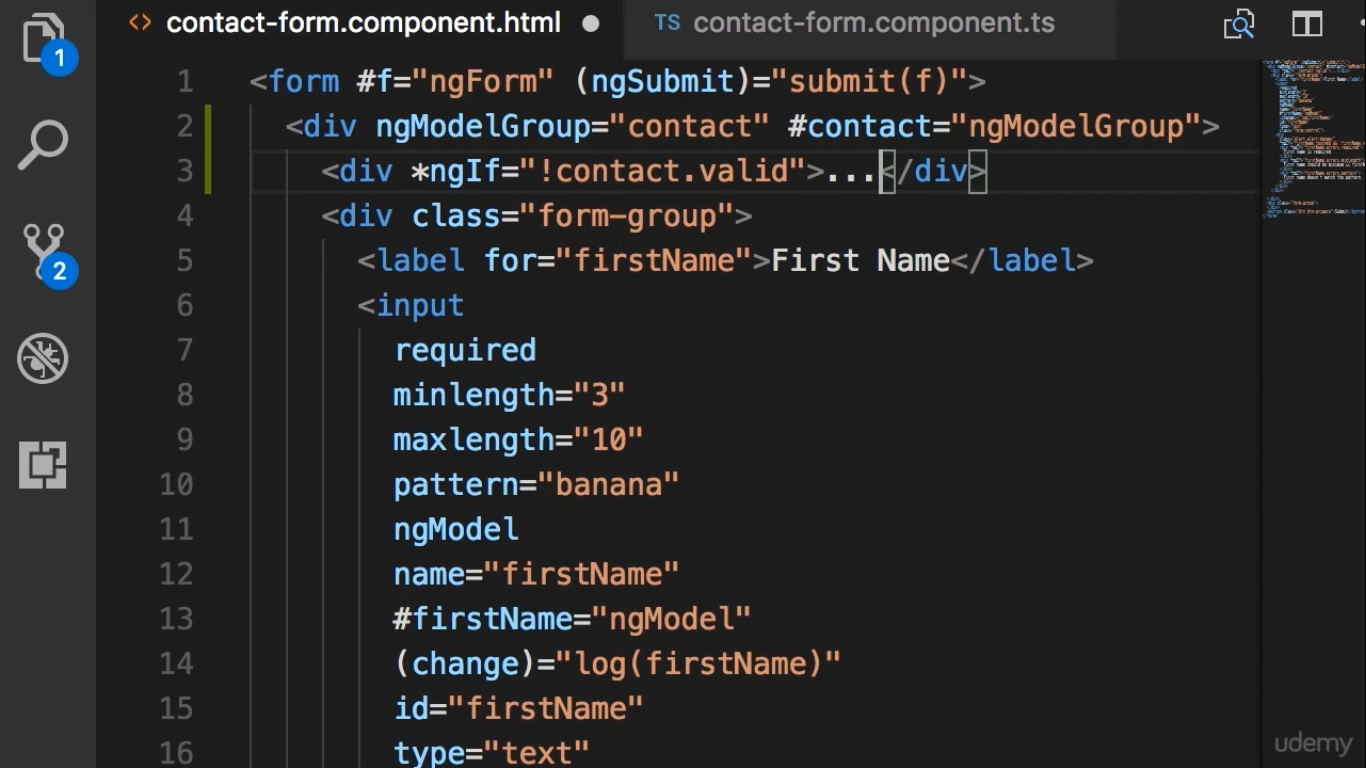 <> contact-form.component.html ●
TS contact-form.component.ts
1
2
1 <form #f="ngForm" (ngSubmit)="submit(f)">
2 <div ngModelGroup="contact" #contact="ngModelGroup">
3 <div *ngIf="!contact.valid">...</div>
4 <div class="form-group">
5 <label for="firstName">First Name</label>
6 <input
7 required
8 minlength="3"
9 maxlength="10"
10 pattern="banana"
11 ngModel
12 name="firstName"
13 #firstName="ngModel"
14 (change)="log(firstName)"
15 id="firstName"
16 type="text"
udemy